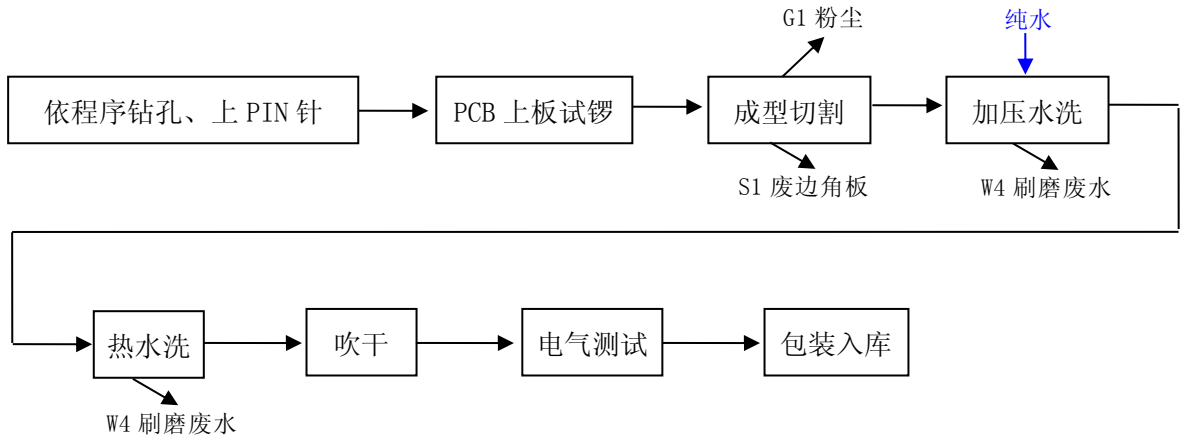 G1 粉尘
纯水
依程序钻孔、上 PIN 针
PCB 上板试锣
成型切割
加压水洗
S1 废边角板
W4 刷磨废水
热水洗
吹干
电气测试
包装入库
W4 刷磨废水